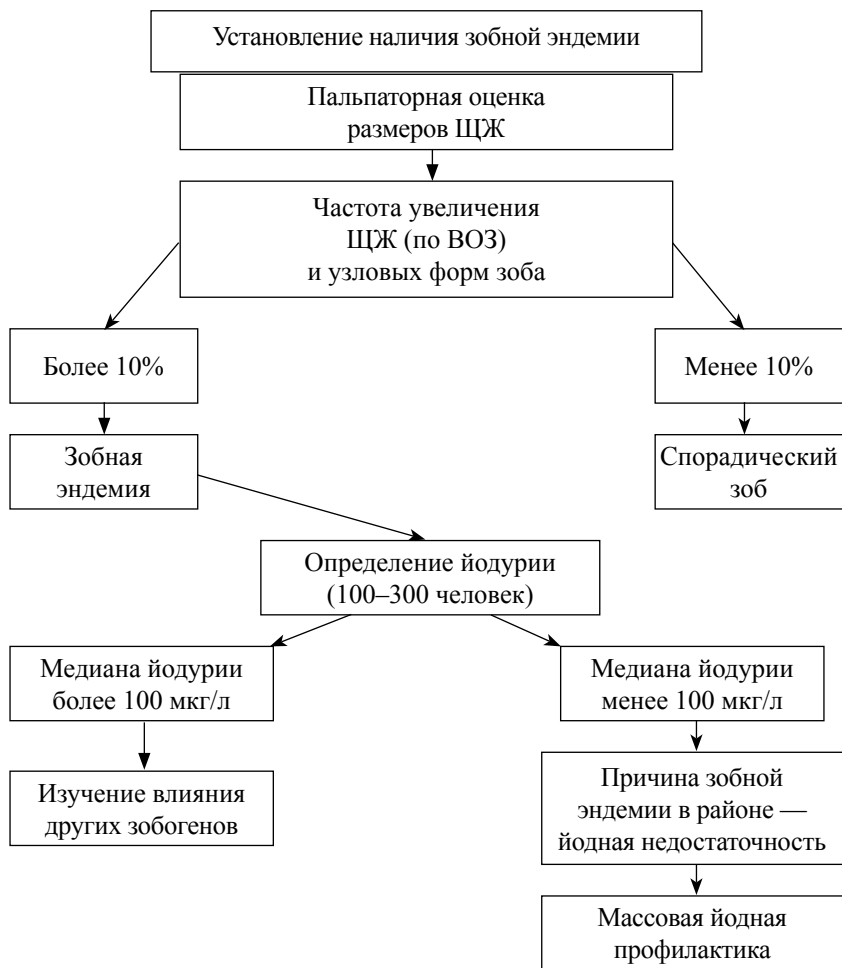 Установление наличия зобной эндемии
Пальпаторная оценка
размеров ЩЖ
Частота увеличения
ЩЖ (по ВОЗ)
и узловых форм зоба
Более 10%
Менее 10%
Зобная
эндемия
Спорадический
зоб
Определение йодурии
(100–300 человек)
Медиана йодурии
более 100 мкг/л
Медиана йодурии
менее 100 мкг/л
Изучение влияния
других зобогенов
Причина зобной
эндемии в районе —
йодная недостаточность
Массовая йодная
профилактика